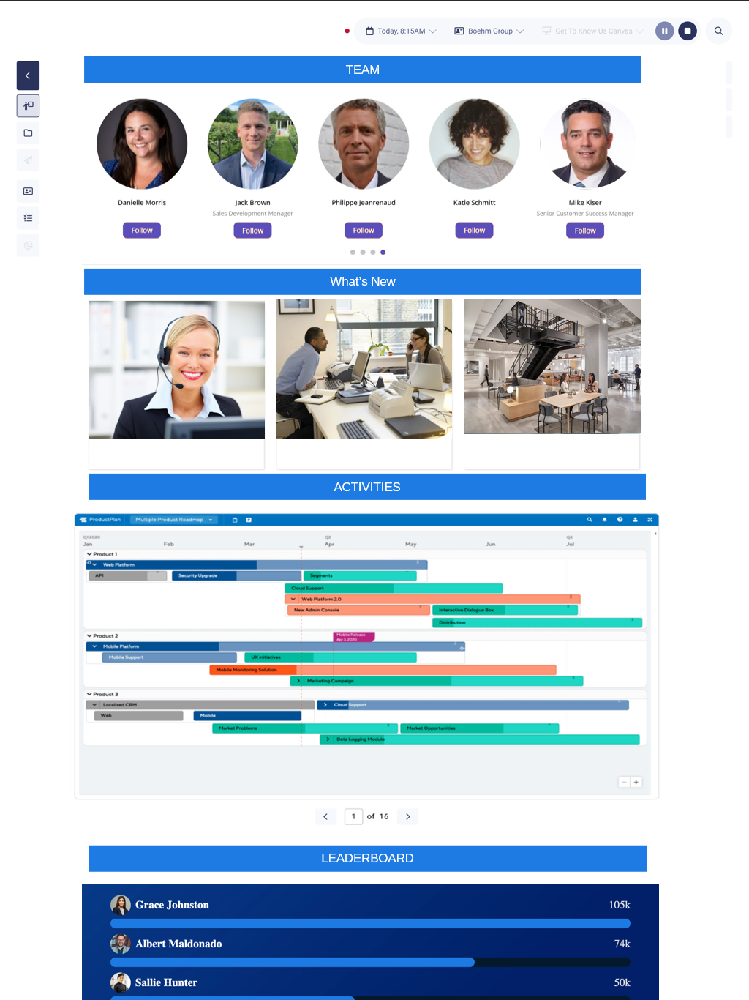 Today, 8:15AM
Boehm Group
Get To Know Us Canvas
TEAM
Danielle Morris
Jack Brown
Philippe Jeanrenaud
Katie Schmitt
Mike Kiser
Sales Development Manager
Senior Customer Success Manager
Follow
Follow
Follow
Follow
Follow
What's New
ACTIVITIES
ProductPlan
Multiple Product Roadmap
Q1 2020
Q2
Q3
Jan
Feb
Mar
Apr
May
Jun
Jul
Product 1
Web Platform
API
Security Upgrade
Segments
Cloud Support
Web Platform 2.0
New Admin Console
Interactive Dialogue Box
Distribution
Product 2
Mobile Release
Apr 3, 2020
Mobile Platform
Mobile Support
UX initiatives
Mobile Monitoring Solution
Marketing Campaign
Product 3
Localized CRM
Cloud Support
Web
Mobile
Market Problems
Market Opportunities
Data Logging Module
1 of 16
LEADERBOARD
Grace Johnston 105k
Albert Maldonado 74k
Sallie Hunter 50k